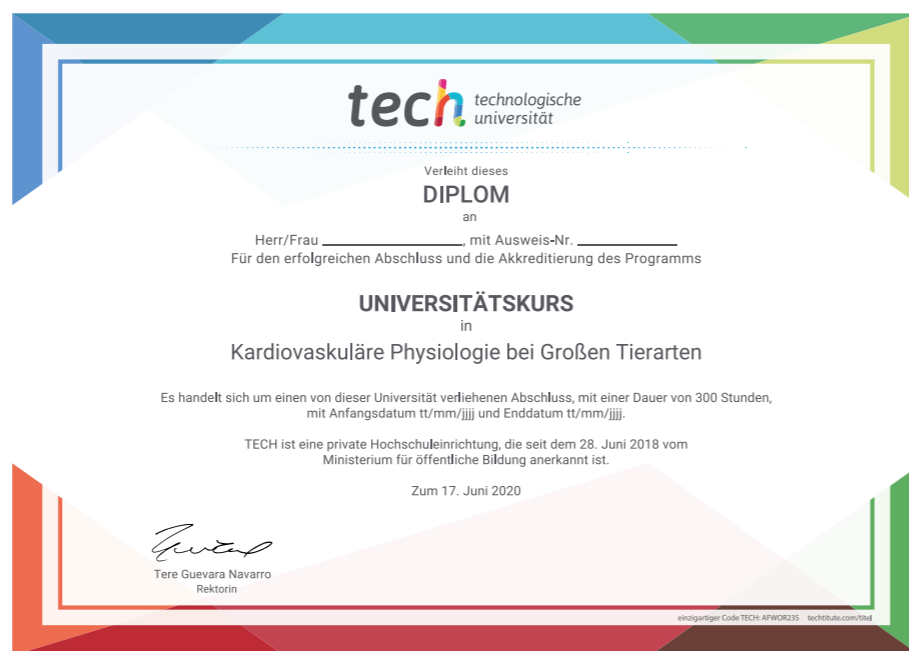 tech technologische
universität
Verleiht dieses
DIPLOM
an
Herr/Frau ____________________, mit Ausweis-Nr. ______________
Für den erfolgreichen Abschluss und die Akkreditierung des Programms
UNIVERSITÄTSKURS
in
Kardiovaskuläre Physiologie bei Großen Tierarten
Es handelt sich um einen von dieser Universität verliehenen Abschluss, mit einer Dauer von 300 Stunden,
mit Anfangsdatum tt/mm/jjjj und Enddatum tt/mm/jjjj.
TECH ist eine private Hochschuleinrichtung, die seit dem 28. Juni 2018 vom
Ministerium für öffentliche Bildung anerkannt ist.
Zum 17. Juni 2020
Tere Guevara Navarro
Rektorin
einzigartiger Code TECH: AFWOR23S techtitute.com/titel